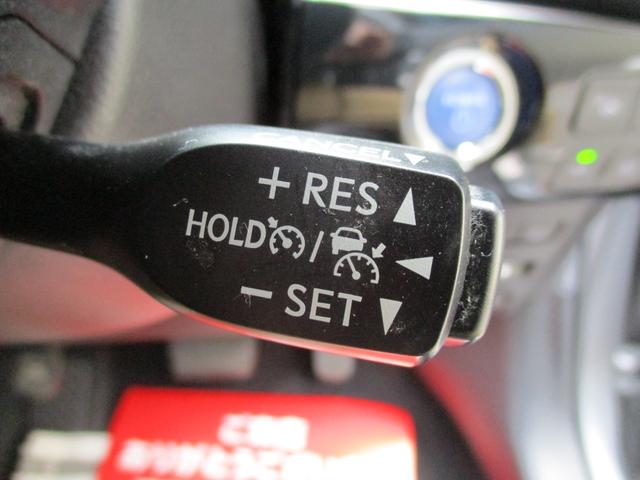 CANCEL▼
+ RES ▲
HOLD / ◀
− SET ▼